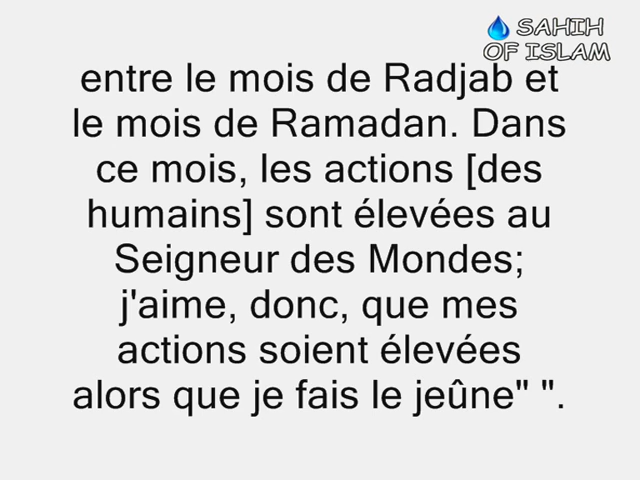 SAHIH
OF ISLAM
entre le mois de Radjab et
le mois de Ramadan. Dans
ce mois, les actions [des
humains] sont élevées au
Seigneur des Mondes;
j'aime, donc, que mes
actions soient élevées
alors que je fais le jeûne" ".